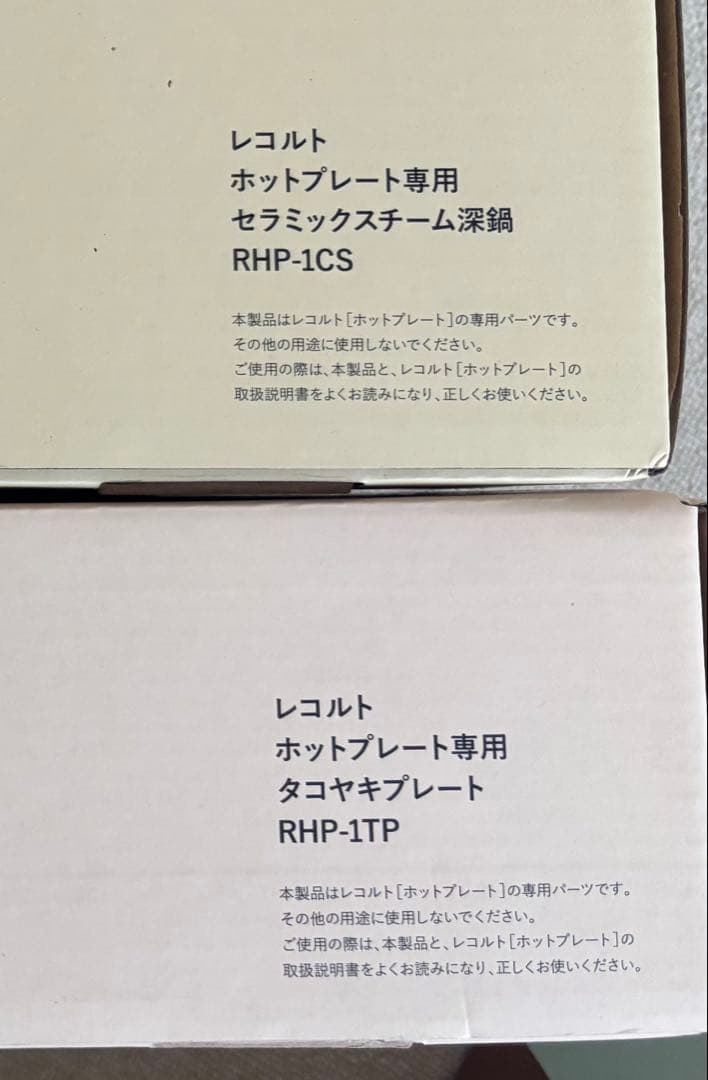 レコルト
ホットプレート専用
セラミックスチーム深鍋
RHP-1CS
本製品はレコルト[ホットプレート]の専用パーツです。
その他の用途に使用しないでください。
ご使用の際は、本製品と、レコルト[ホットプレート]の
取扱説明書をよくお読みになり、正しくお使いください。
レコルト
ホットプレート専用
タコヤキプレート
RHP-1TP
本製品はレコルト[ホットプレート]の専用パーツです。
その他の用途に使用しないでください。
ご使用の際は、本製品と、レコルト[ホットプレート]の
取扱説明書をよくお読みになり、正しくお使いください。